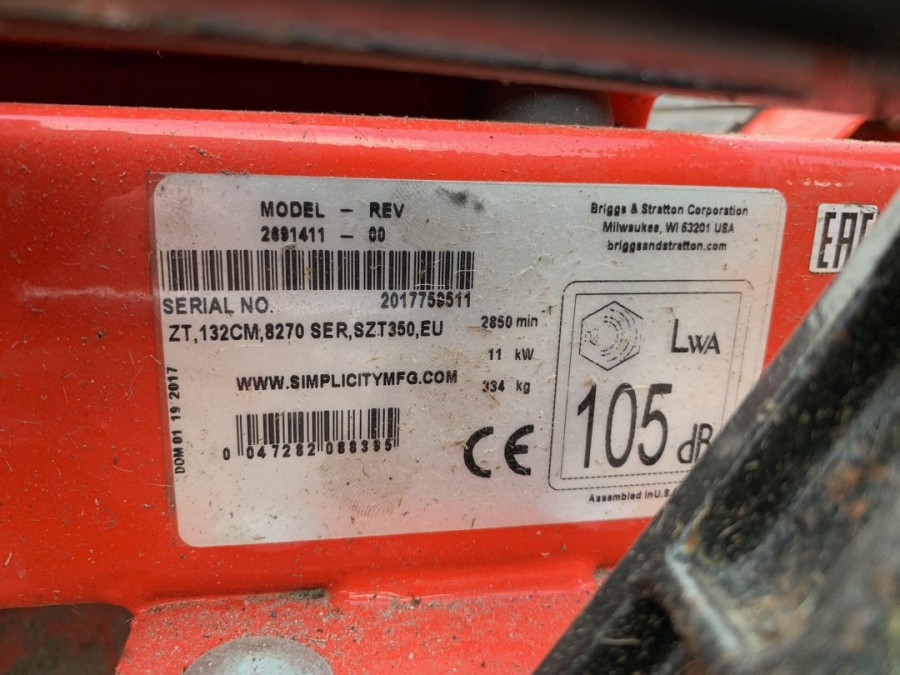 MODEL - REV
2691411 - 00
SERIAL NO. 2017759511
ZT,132CM,8270 SER,SZT350,EU
WWW.SIMPLICITYMFG.COM
DOM 01 19 2017
0 047282 088395
Briggs & Stratton Corporation
Milwaukee, WI 53201 USA
briggsandstratton.com
2850 min-
11 kW
334 kg
CE
LWA
105 dB
Assembled in U.S.
EAC